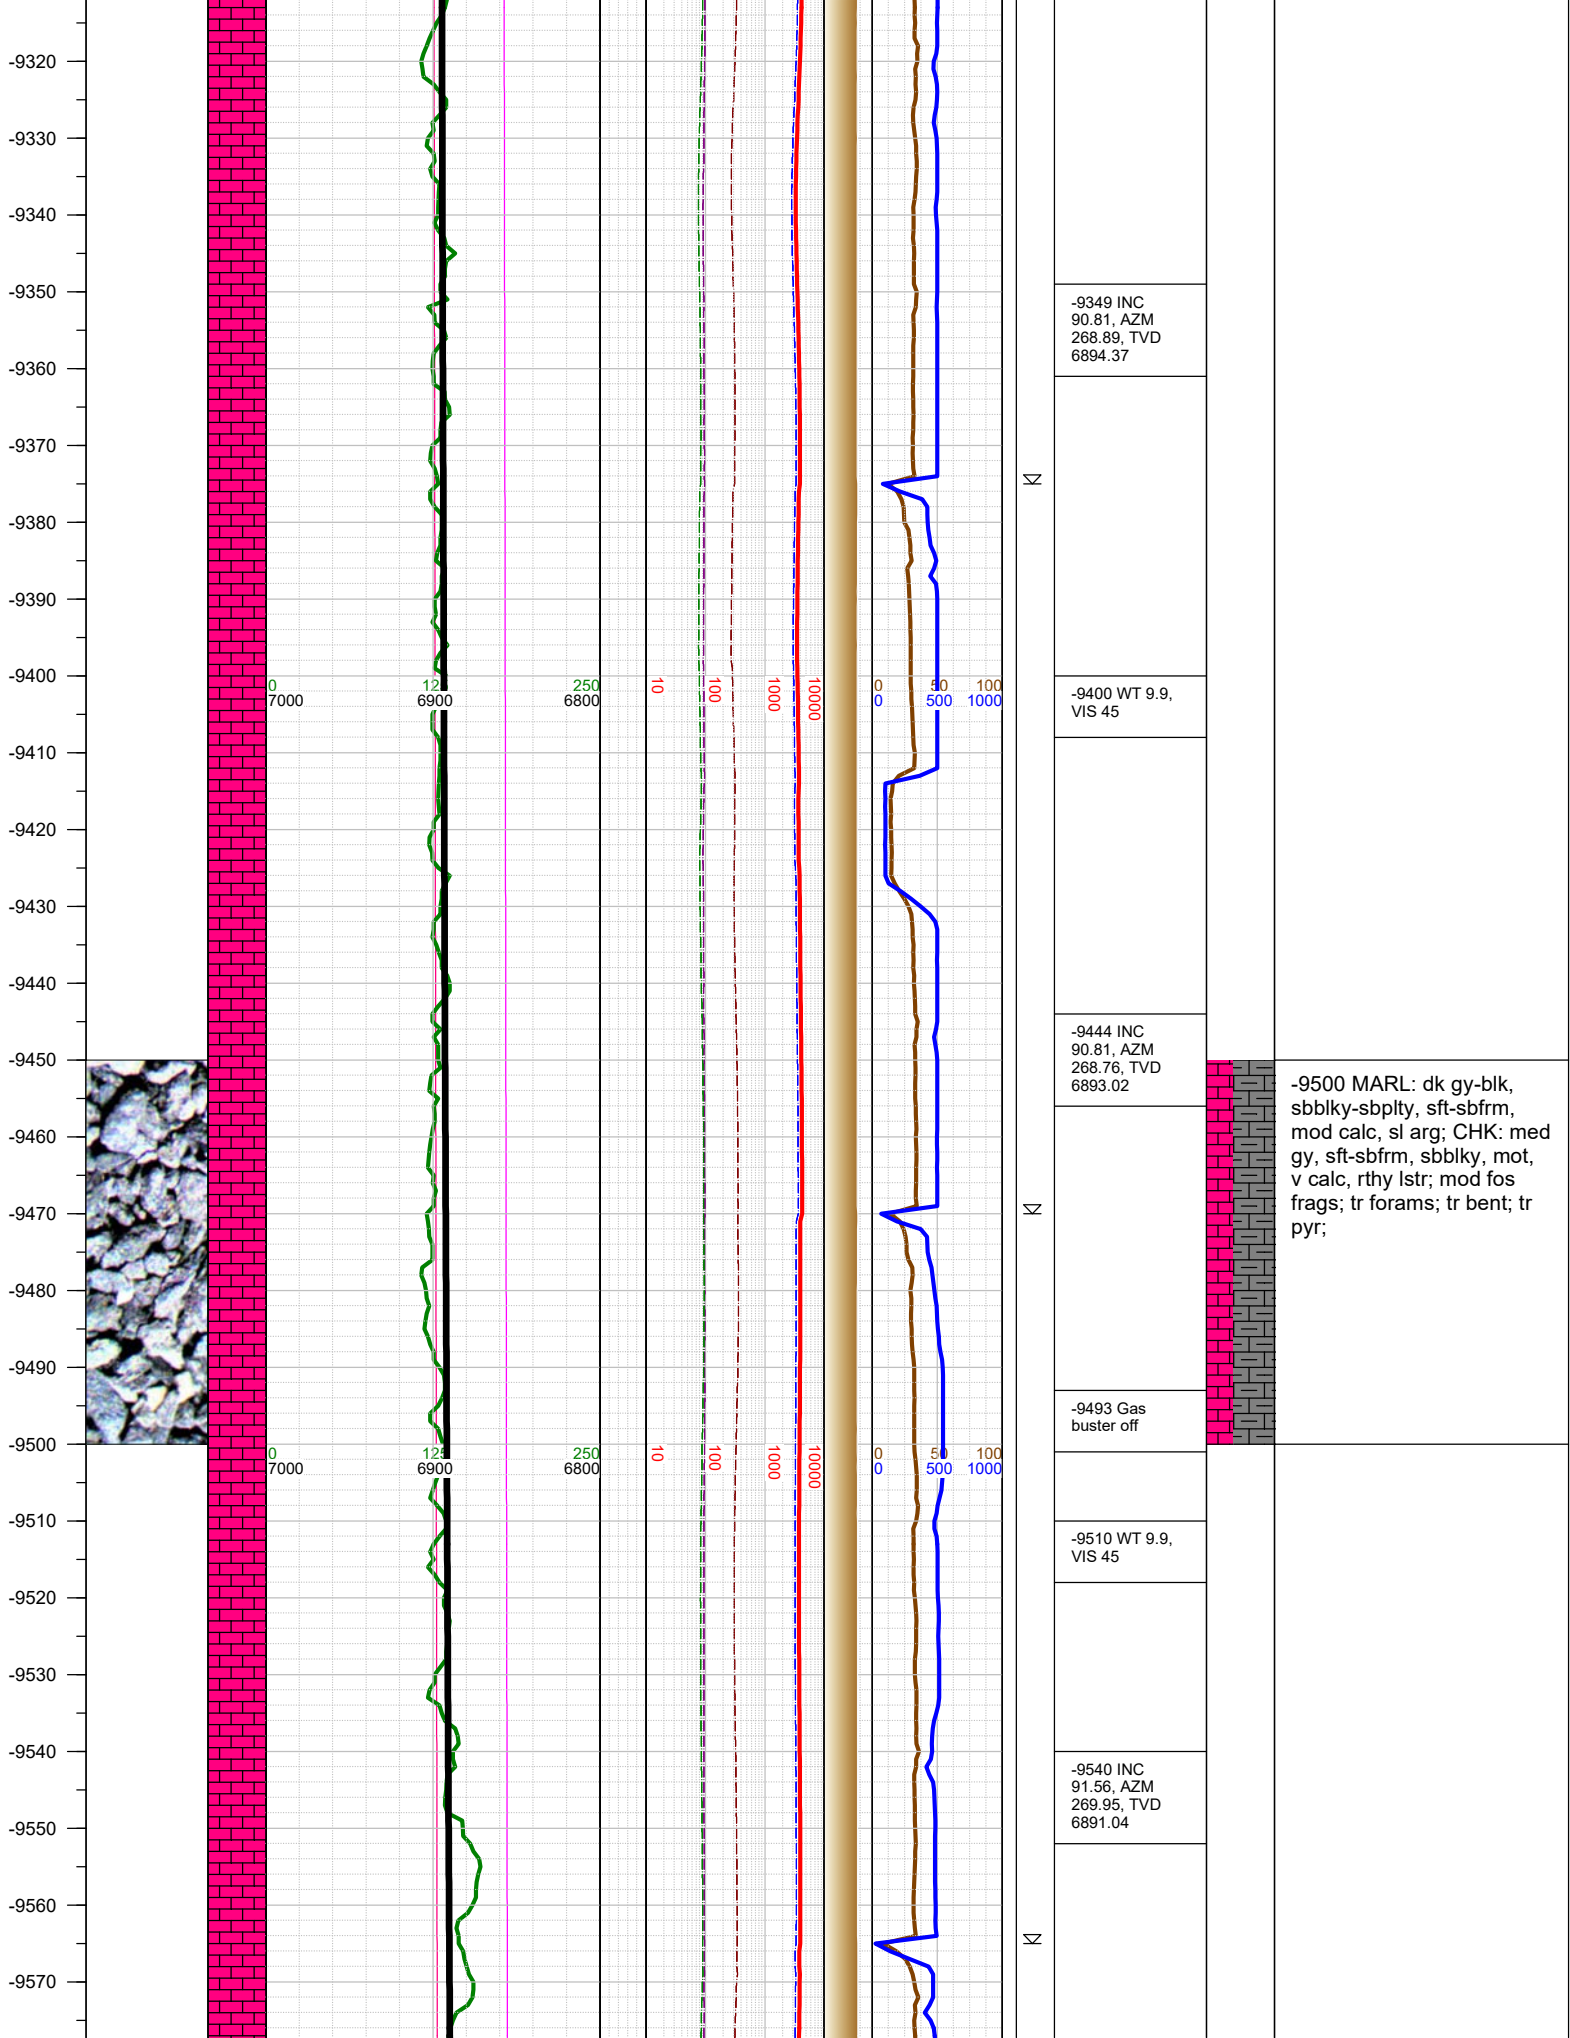 -9320
-9330
-9340
-9350
-9349 INC
90.81, AZM
268.89, TVD
6894.37
-9360
-9370
-9380
-9390
-9400
0 12 250
7000 6900 6800
10 100 1000 10000
0 50 100
0 500 1000
-9400 WT 9.9,
VIS 45
-9410
-9420
-9430
-9440
-9444 INC
90.81, AZM
268.76, TVD
6893.02
-9450
-9500 MARL: dk gy-blk,
sbblky-sbplty, sft-sbfrm,
mod calc, sl arg; CHK: med
gy, sft-sbfrm, sbblky, mot,
v calc, rthy lstr; mod fos
frags; tr forams; tr bent; tr
pyr;
-9460
-9470
-9480
-9490
-9493 Gas
buster off
-9500
0 125 250
7000 6900 6800
10 100 1000 10000
0 50 100
0 500 1000
-9510
-9510 WT 9.9,
VIS 45
-9520
-9530
-9540
-9540 INC
91.56, AZM
269.95, TVD
6891.04
-9550
-9560
-9570